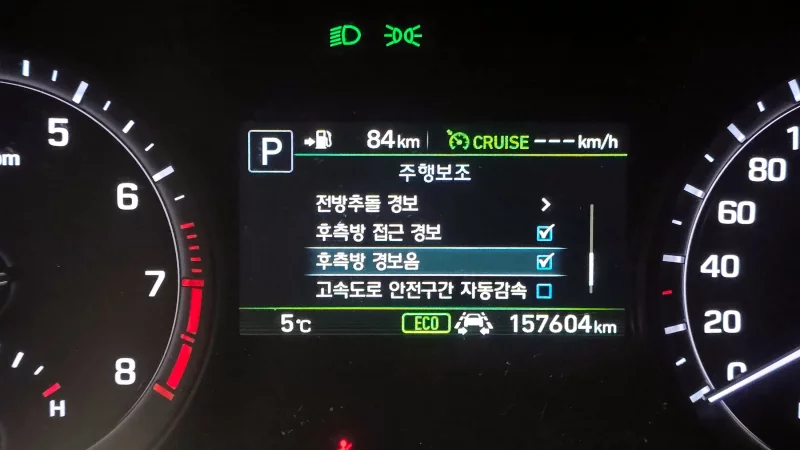 P 84km CRUISE ---km/h
주행보조
전방추돌 경보
후측방 접근 경보
후측방 경보음
고속도로 안전구간 자동감속
5℃ ECO 157604km
5
6
7
8
H
80
60
40
20
0